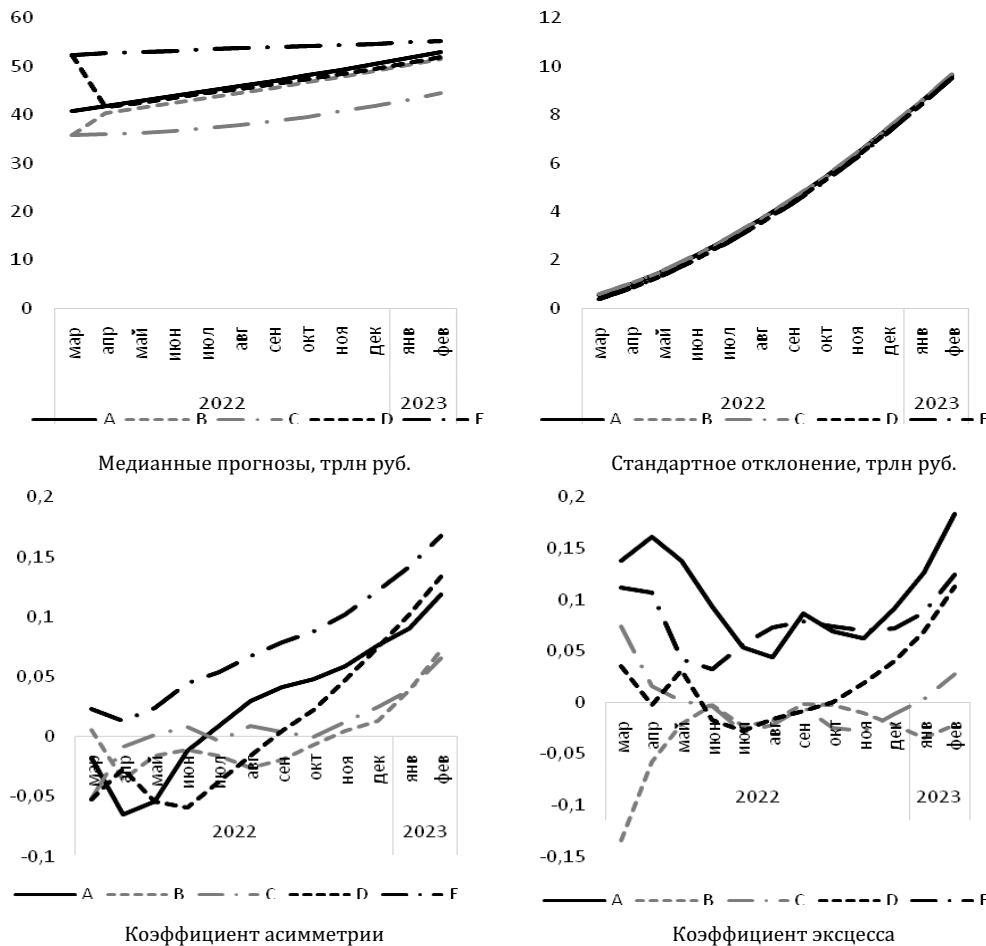 60
50
40
30
20
10
0
мар
апр
май
июн
июл
авг
сен
окт
ноя
дек
янв
фев
2022
2023
A B C D E
Медианные прогнозы, трлн руб.
12
10
8
6
4
2
0
мар
апр
май
июн
июл
авг
сен
окт
ноя
дек
янв
фев
2022
2023
A B C D E
Стандартное отклонение, трлн руб.
0,2
0,15
0,1
0,05
0
-0,05
-0,1
мар
апр
май
июн
июл
авг
сен
окт
ноя
дек
янв
фев
2022
2023
A B C D E
Коэффициент асимметрии
0,2
0,15
0,1
0,05
0
-0,05
-0,1
-0,15
мар
апр
май
июн
июл
авг
сен
окт
ноя
дек
янв
фев
2022
2023
A B C D E
Коэффициент эксцесса